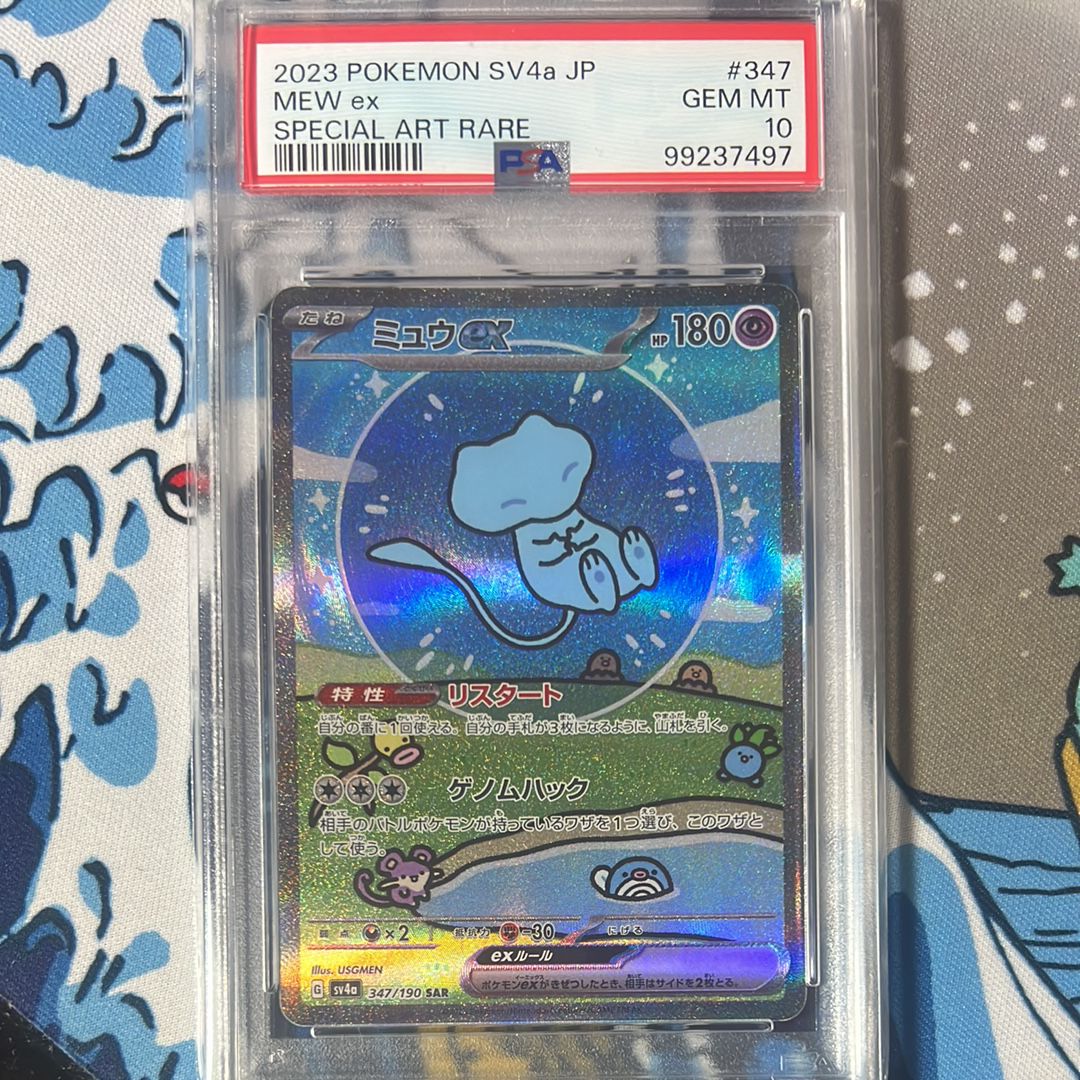 2023 POKEMON SV4a JP #347
MEW ex GEM MT
SPECIAL ART RARE 10
PSA 99237497
たね ミュウex HP 180
特性 リスタート
自分の番に1回使える。自分の手札が3枚になるように、山札を引く。
ゲノムハック
相手のバトルポケモンが持っているワザを1つ選び、このワザと
して使う。
弱点 ×2 抵抗力 -30 にげる
exルール
ポケモンexがきぜつしたとき、相手はサイドを2枚とる。
Illus. USGMEN
G sv4a 347/190 SAR